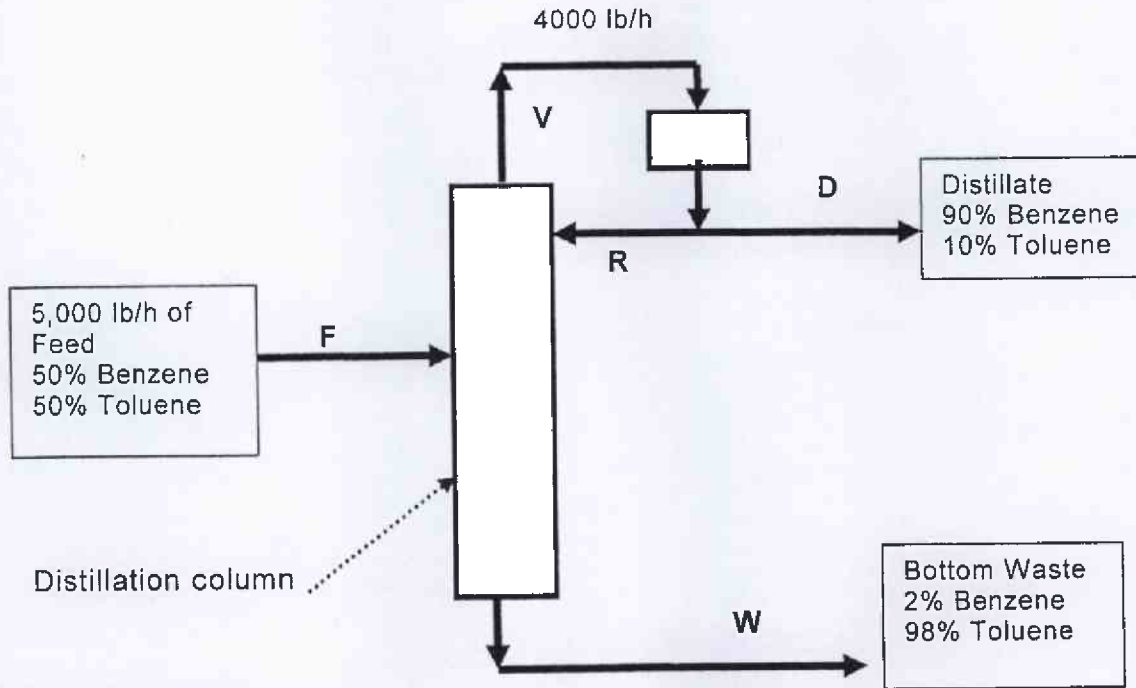 4000 lb/h
V
D
Distillate
90% Benzene
10% Toluene
R
5,000 lb/h of
Feed
50% Benzene
50% Toluene
F
Distillation column
Bottom Waste
2% Benzene
98% Toluene
W